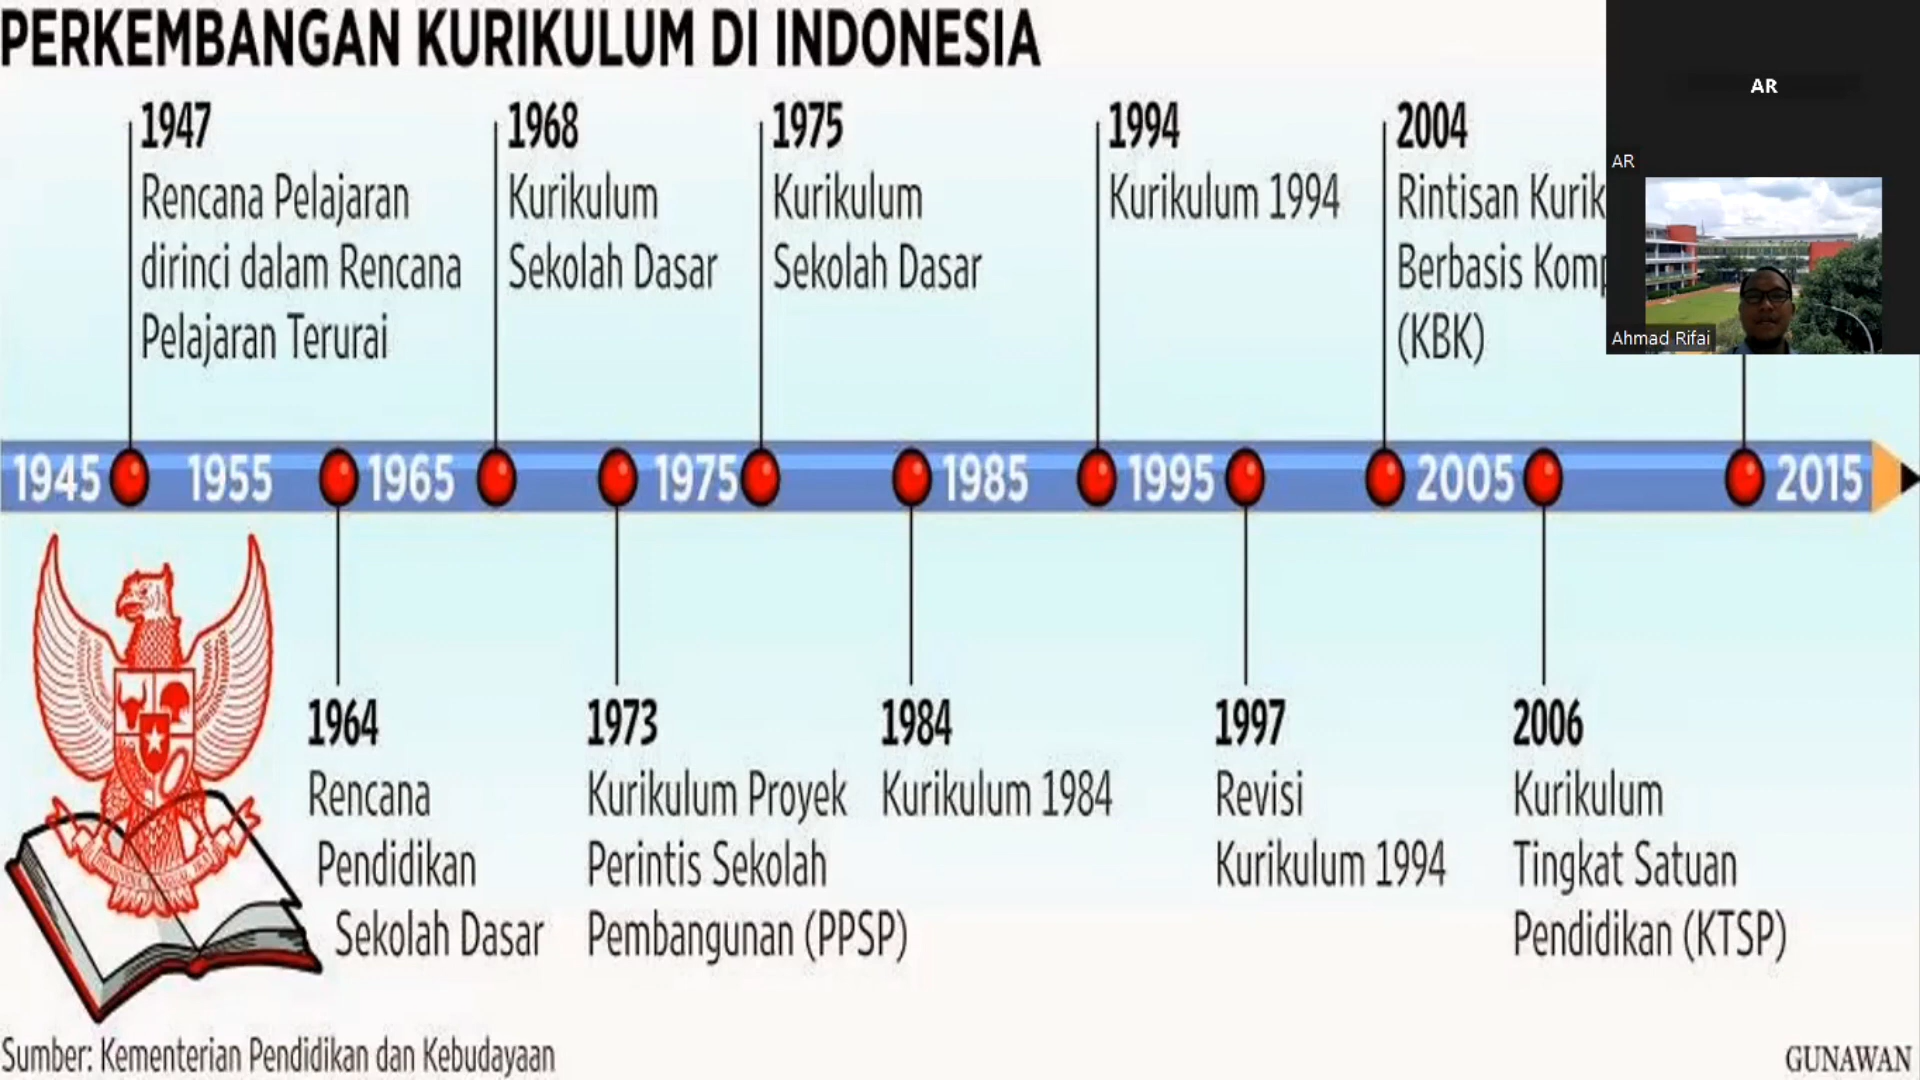 PERKEMBANGAN KURIKULUM DI INDONESIA
1947
Rencana Pelajaran
dirinci dalam Rencana
Pelajaran Terurai
1968
Kurikulum
Sekolah Dasar
1975
Kurikulum
Sekolah Dasar
1994
Kurikulum 1994
2004
Rintisan Kurik
Berbasis Komp
(KBK)
AR
AR
Ahmad Rifai
1945 1955 1965 1975 1985 1995 2005 2015
1964
Rencana
Pendidikan
Sekolah Dasar
1973
Kurikulum Proyek
Perintis Sekolah
Pembangunan (PPSP)
1984
Kurikulum 1984
1997
Revisi
Kurikulum 1994
2006
Kurikulum
Tingkat Satuan
Pendidikan (KTSP)
Sumber: Kementerian Pendidikan dan Kebudayaan
GUNAWAN